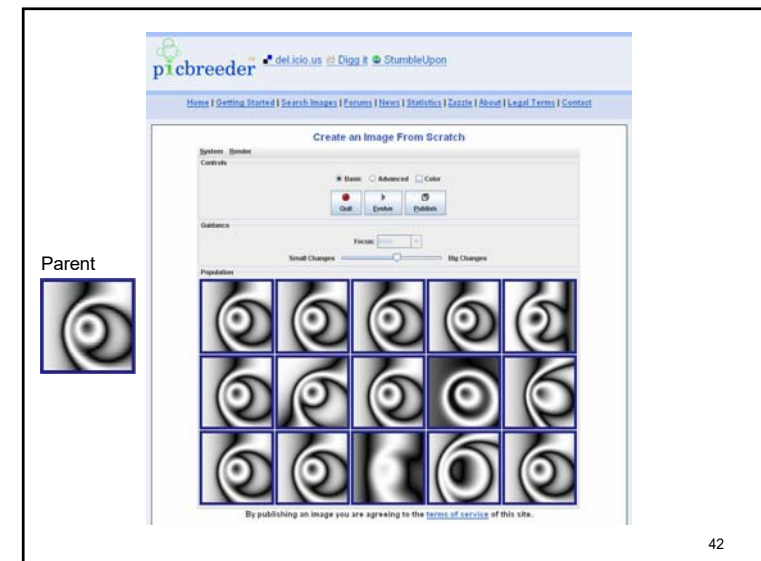 picbreeder del.icio.us Digg it StumbleUpon
Home | Getting Started | Search Images | Forums | News | Statistics | Zazzle | About | Legal Terms | Contact
Create an Image From Scratch
System Render
Controls
Basic Advanced Color
Quit Evolve Publish
Guidance
Focus:
Small Changes Big Changes
Parent
Population
By publishing an image you are agreeing to the terms of service of this site.
42